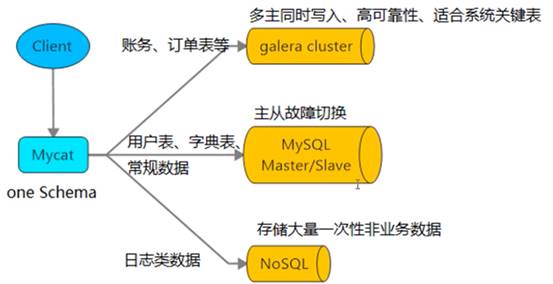 多主同时写入、高可靠性、适合系统关键表
Client
账务、订单表等
galera cluster
主从故障切换
用户表、字典表、
常规数据
MySQL
Master/Slave
Mycat
one Schema
存储大量一次性非业务数据
日志类数据
NoSQL